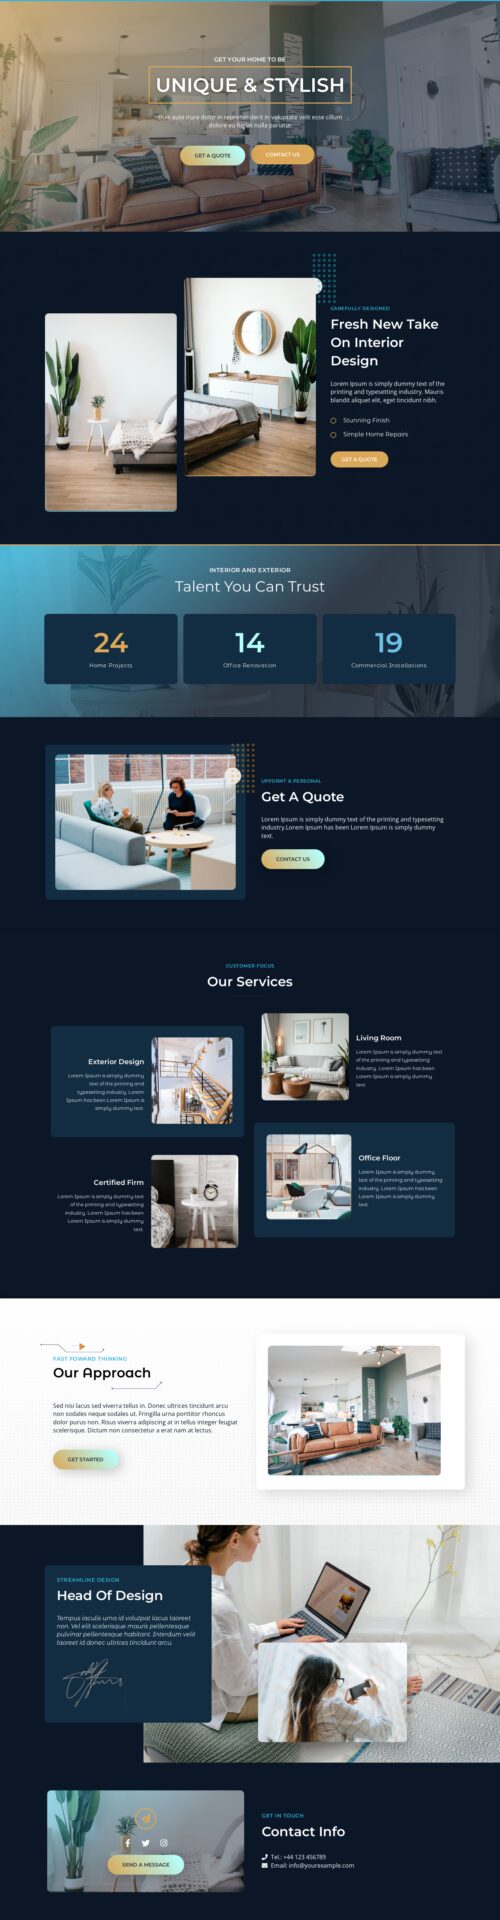 GET YOUR HOME TO BE
UNIQUE & STYLISH
Duis aute irure dolor in reprehenderit in voluptate velit esse cillum
dolore eu fugiat nulla pariatur
GET A QUOTE
CONTACT US
CAREFULLY DESIGNED
Fresh New Take
On Interior
Design
Lorem Ipsum is simply dummy text of the
printing and typesetting industry. Mauris
blandit aliquet elit, eget tincidunt nibh.
Stunning Finish
Simple Home Repairs
GET A QUOTE
INTERIOR AND EXTERIOR
Talent You Can Trust
24
Home Projects
14
Office Renovation
19
Commercial Installations
UPFORNT & PERSONAL
Get A Quote
Lorem Ipsum is simply dummy text of the printing and typesetting
industry.Lorem Ipsum has been Lorem Ipsum is simply dummy
text.
CONTACT US
CUSTOMER FOCUS
Our Services
Exterior Design
Lorem Ipsum is simply dummy
text of the printing and
typesetting industry. Lorem
Ipsum has been Lorem Ipsum is
simply dummy text.
Living Room
Lorem Ipsum is simply dummy text
of the printing and typesetting
industry. Lorem Ipsum has been
Lorem Ipsum is simply dummy
text.
Certified Firm
Lorem Ipsum is simply dummy text
of the printing and typesetting
industry. Lorem Ipsum has been
Lorem Ipsum is simply dummy
text.
Office Floor
Lorem Ipsum is simply dummy text
of the printing and typesetting
industry. Lorem Ipsum has been
Lorem Ipsum is simply dummy
text.
FAST FOWARD THINKING
Our Approach
Sed nisi lacus sed viverra tellus in. Donec ultrices tincidunt arcu
non sodales neque sodales ut. Fringilla urna porttitor rhoncus
dolor purus non. Risus viverra adipiscing at in tellus integer feugiat
scelerisque. Dictum non consectetur a erat nam at lectus.
GET STARTED
STREAMLINE DESIGN
Head Of Design
Tempus iaculis urna id volutpat lacus laoreet
non. Vel elit scelerisque mauris pellentesque
pulvinar pellentesque habitant. Interdum velit
laoreet id donec ultrices tincidunt arcu.
SEND A MESSAGE
GET IN TOUCH
Contact Info
Tel.: +44 123 456789
Email: info@yourexample.com